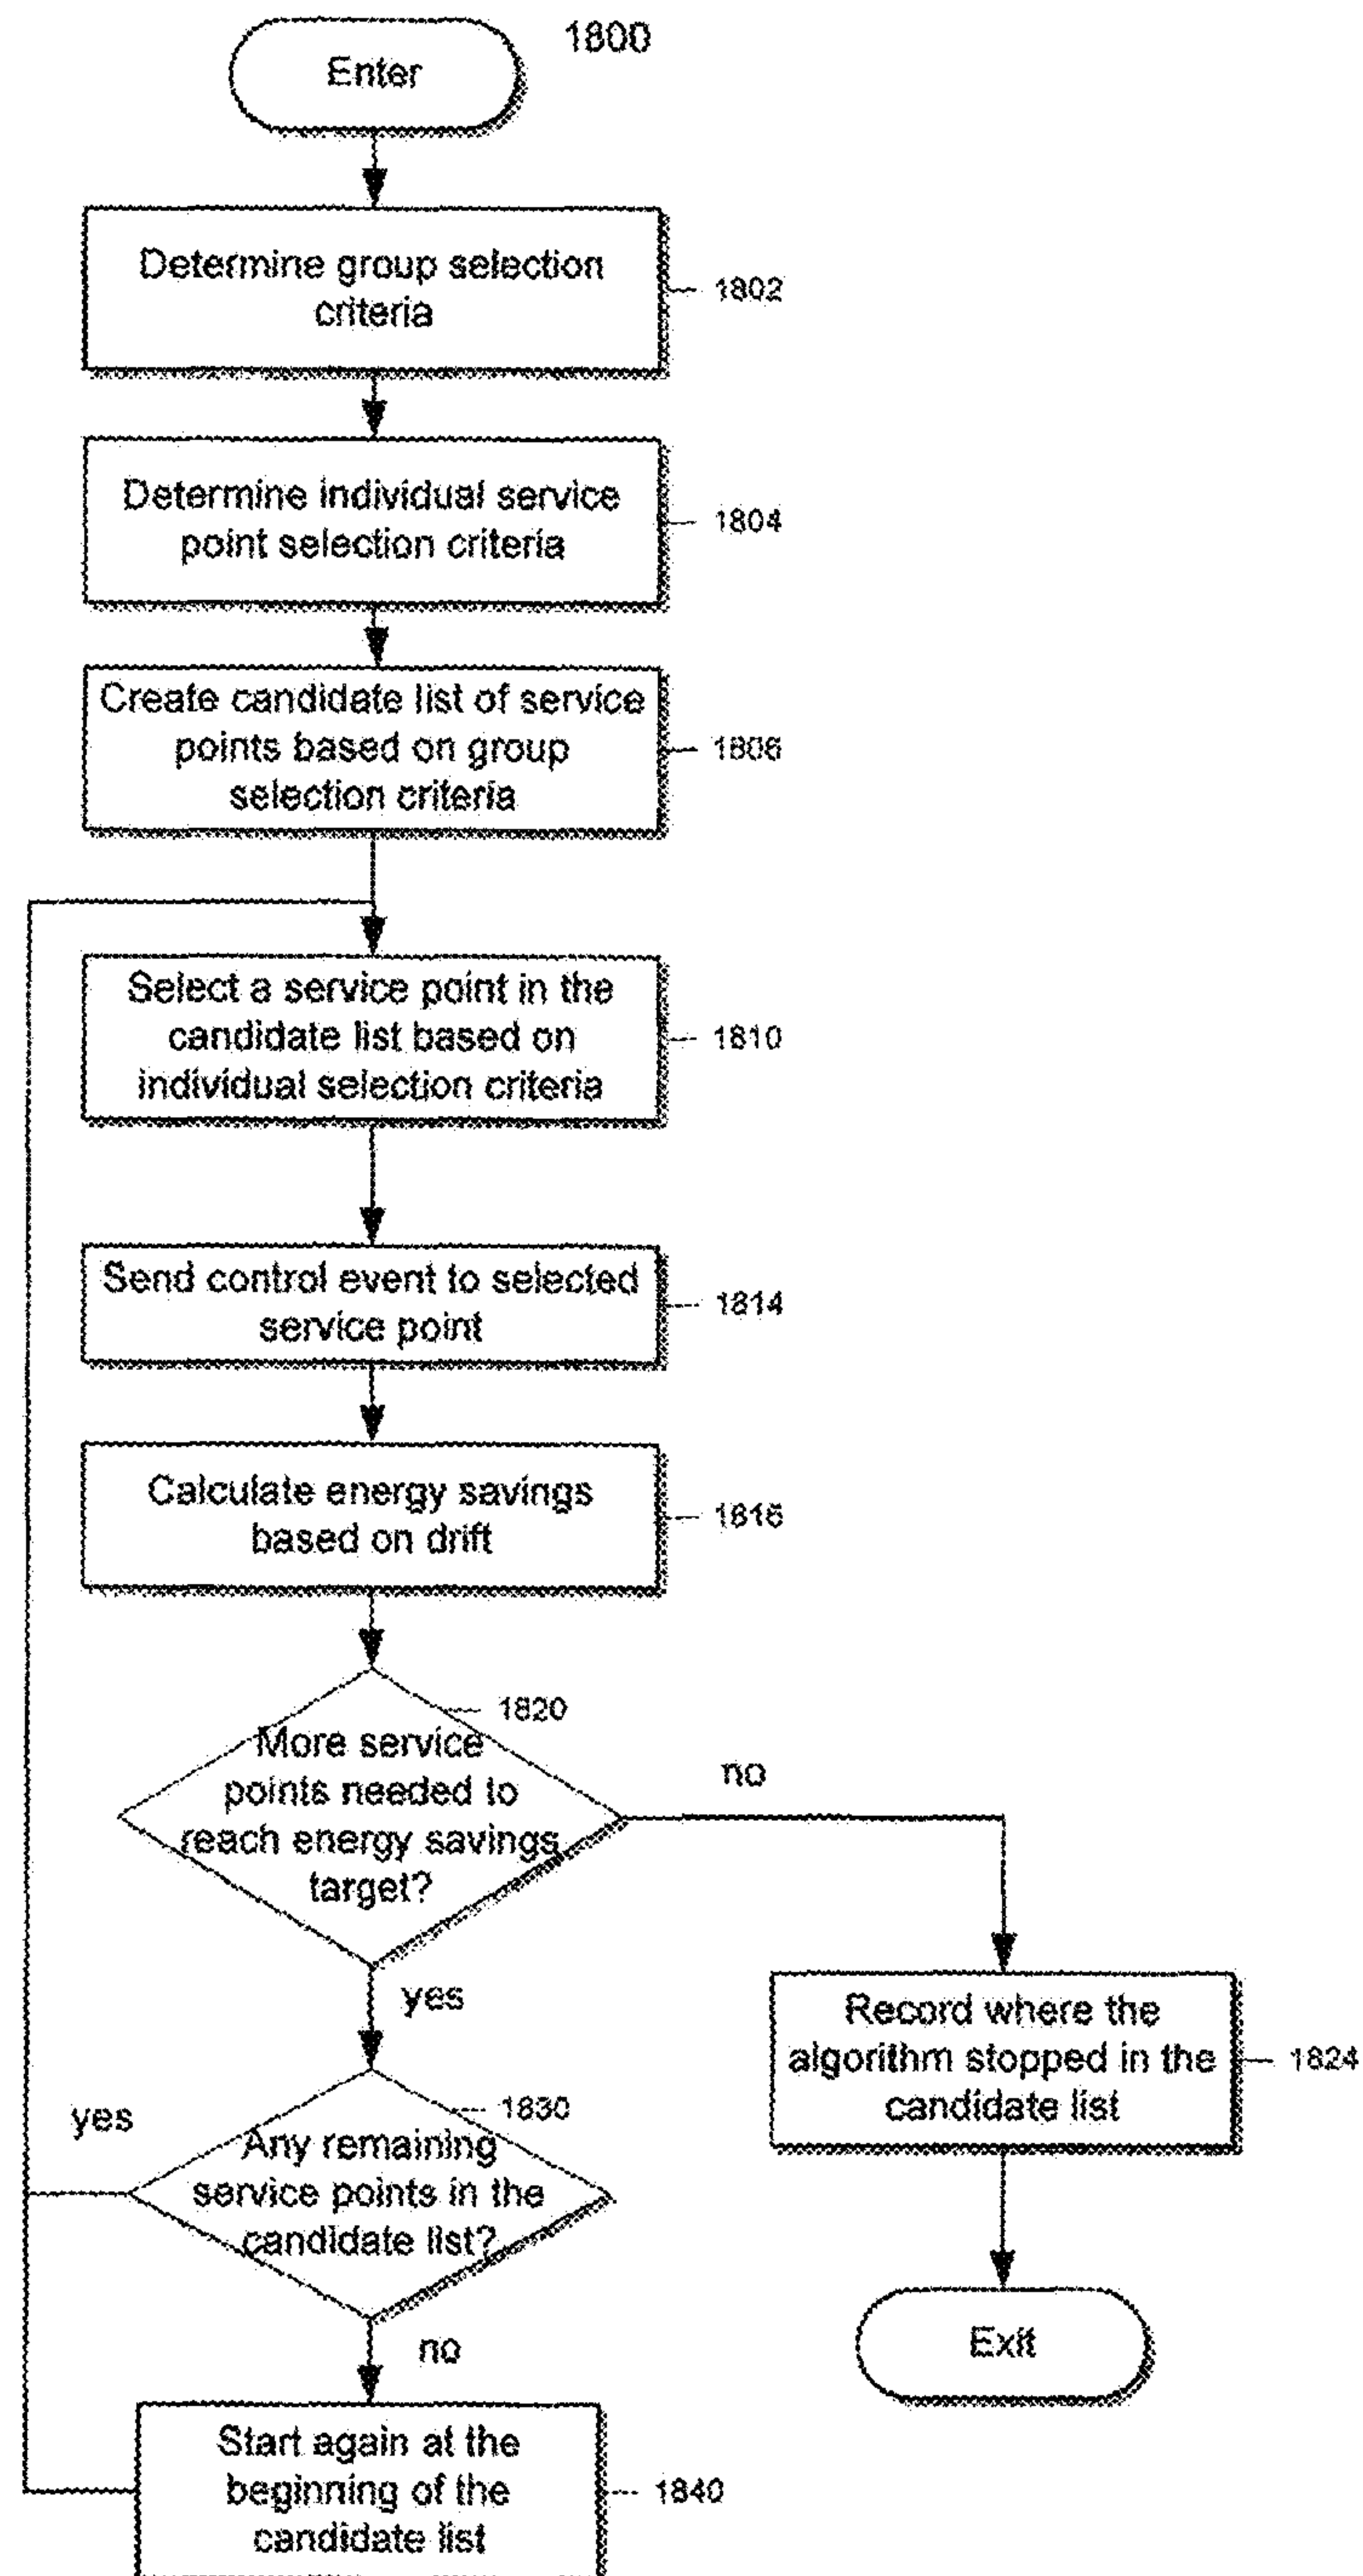 1800
Enter
Determine group selection
criteria
1802
Determine individual service
point selection criteria
1804
Create candidate list of service
points based on group
selection criteria
1806
Select a service point in the
candidate list based on
individual selection criteria
1810
Send control event to selected
service point
1814
Calculate energy savings
based on drift
1816
1820
More service
points needed to
reach energy savings
target?
no
yes
Record where the
algorithm stopped in the
candidate list
1824
yes
1830
Any remaining
service points in the
candidate list?
no
Exit
Start again at the
beginning of the
candidate list
1840